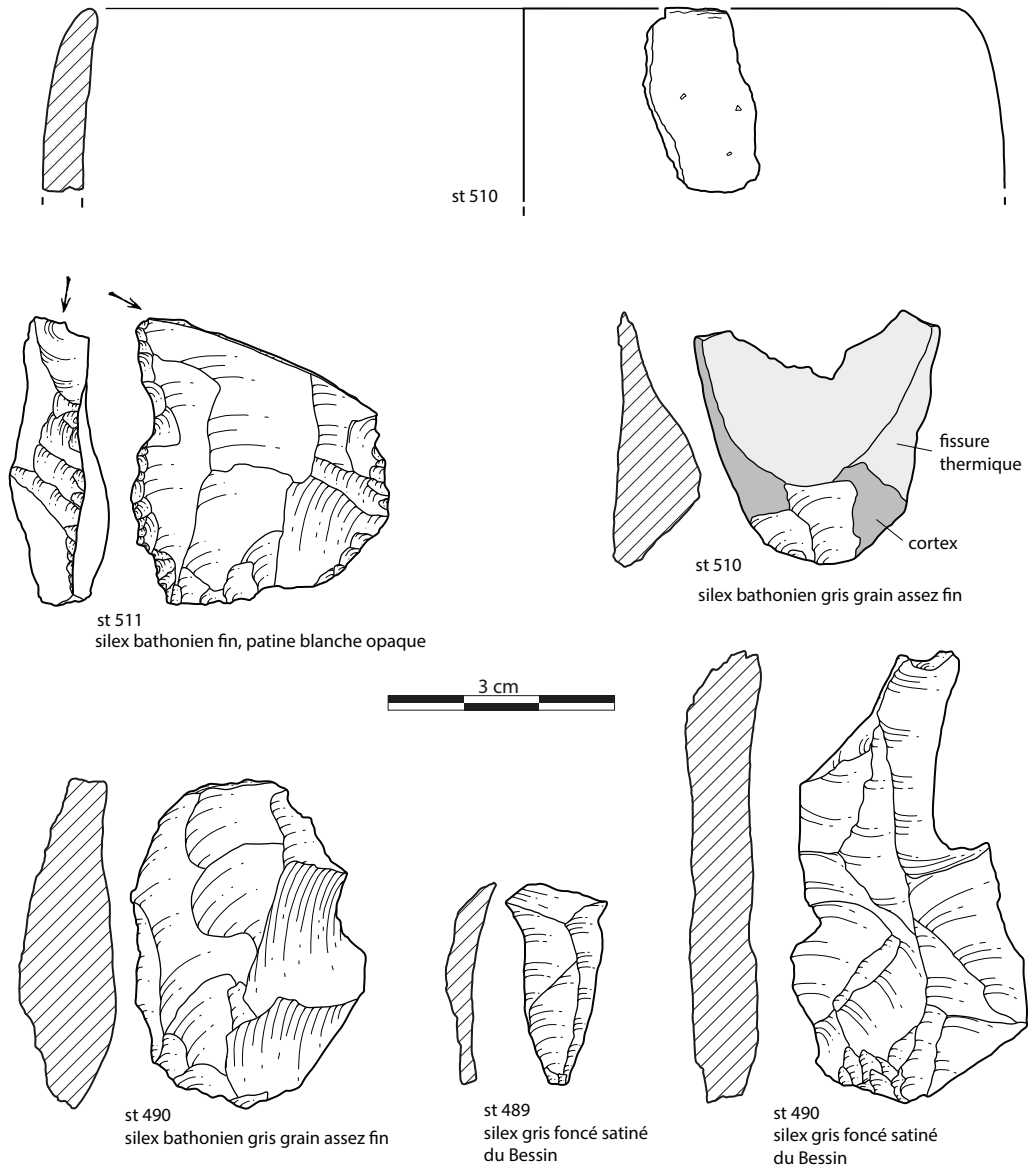 st 510
fissure
thermique
cortex
st 510
silex bathonien gris grain assez fin
st 511
silex bathonien fin, patine blanche opaque
3 cm
st 490
silex bathonien gris grain assez fin
st 489
silex gris foncé satiné
du Bessin
st 490
silex gris foncé satiné
du Bessin